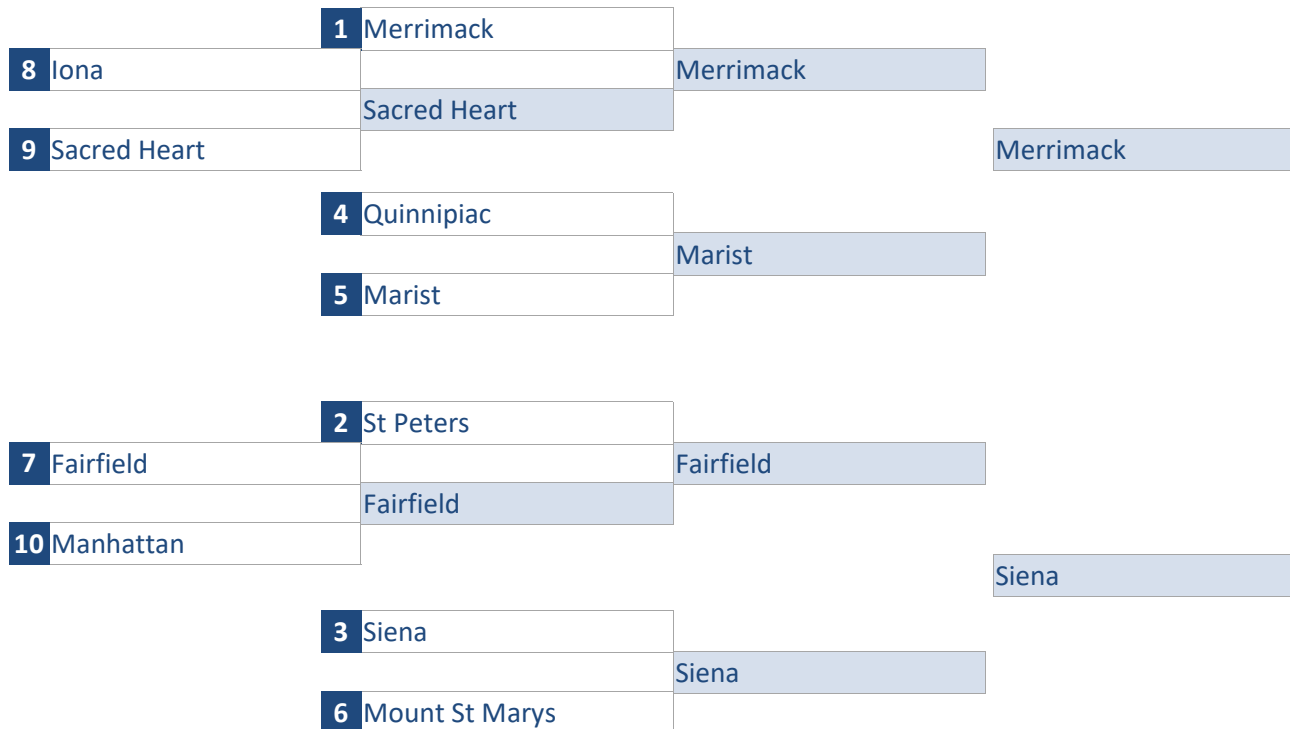 1 Merrimack
8 Iona
Merrimack
Sacred Heart
9 Sacred Heart
Merrimack
4 Quinnipiac
Marist
5 Marist
2 St Peters
7 Fairfield
Fairfield
Fairfield
10 Manhattan
Siena
3 Siena
Siena
6 Mount St Marys